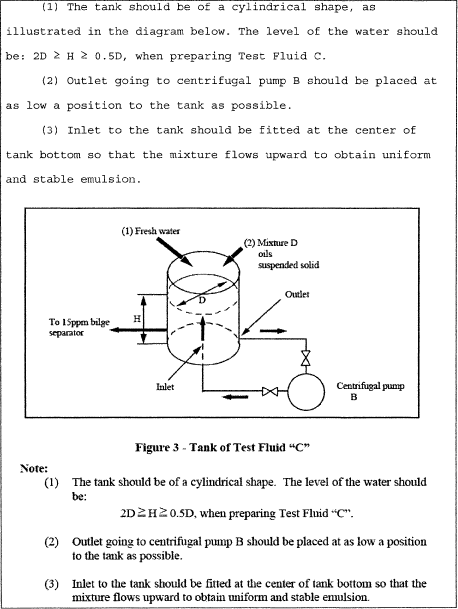 (1) The tank should be of a cylindrical shape, as
illustrated in the diagram below. The level of the water should
be: 2D ≥ H ≥ 0.5D, when preparing Test Fluid C.
(2) Outlet going to centrifugal pump B should be placed at
as low a position to the tank as possible.
(3) Inlet to the tank should be fitted at the center of
tank bottom so that the mixture flows upward to obtain uniform
and stable emulsion.
(1) Fresh water
(2) Mixture D
oils
suspended solid
D
Outlet
H
To 15ppm bilge
separator
Inlet
Centrifugal pump
B
Figure 3 - Tank of Test Fluid “C”
Note:
(1) The tank should be of a cylindrical shape. The level of the water should
be:
2D ≧ H ≧ 0.5D, when preparing Test Fluid “C”.
(2) Outlet going to centrifugal pump B should be placed at as low a position
to the tank as possible.
(3) Inlet to the tank should be fitted at the center of tank bottom so that the
mixture flows upward to obtain uniform and stable emulsion.